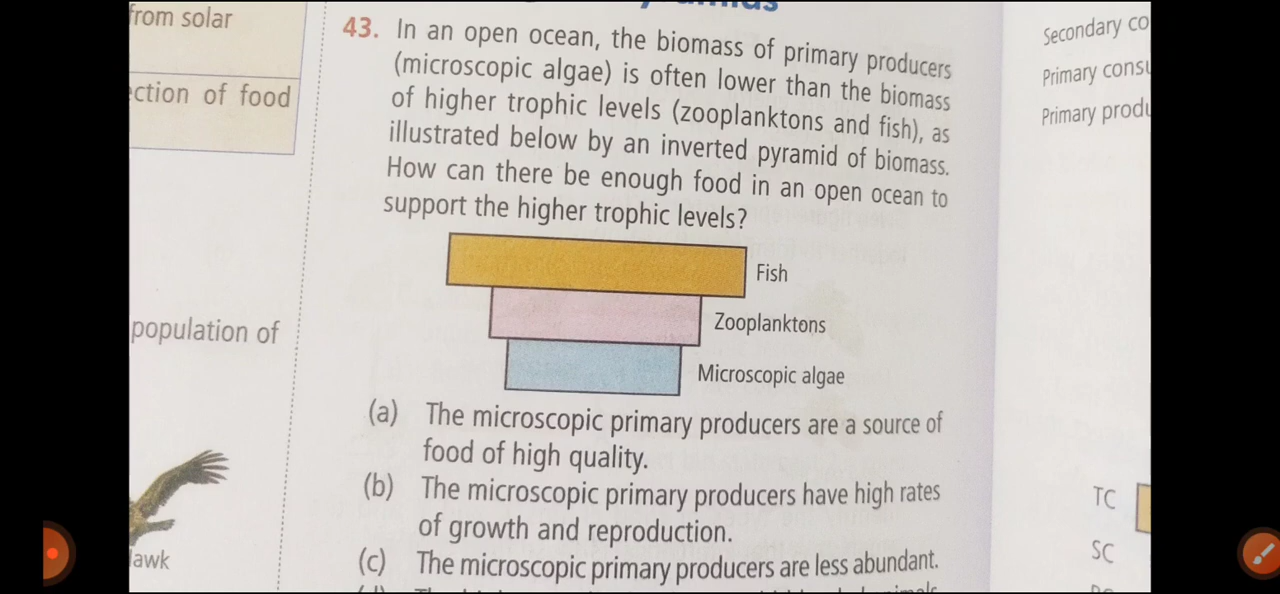 from solar
ection of food
population of
lawk
43. In an open ocean, the biomass of primary producers
(microscopic algae) is often lower than the biomass
of higher trophic levels (zooplanktons and fish), as
illustrated below by an inverted pyramid of biomass.
How can there be enough food in an open ocean to
support the higher trophic levels?
Fish
Zooplanktons
Microscopic algae
(a) The microscopic primary producers are a source of
food of high quality.
(b) The microscopic primary producers have high rates
of growth and reproduction.
(c) The microscopic primary producers are less abundant.
Secondary co
Primary consu
Primary produ
TC
SC